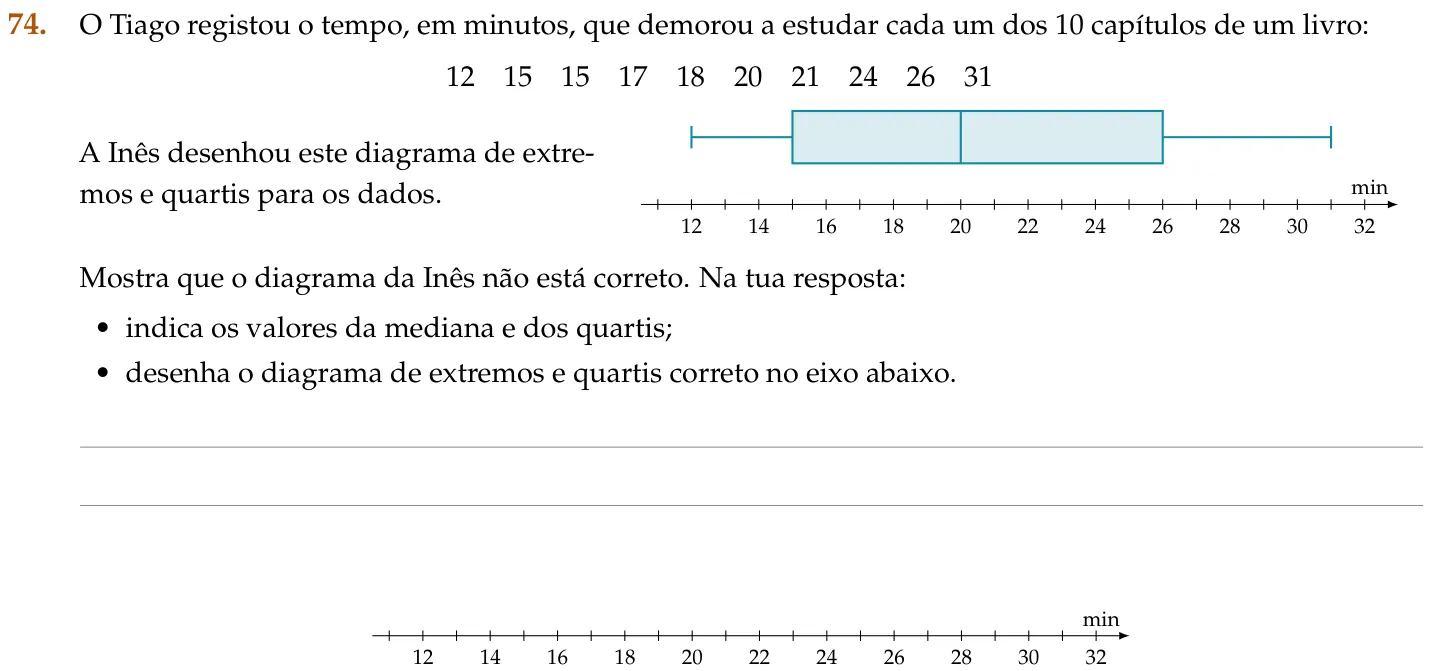 74. O Tiago registou o tempo, em minutos, que demorou a estudar cada um dos 10 capítulos de um livro:
12 15 15 17 18 20 21 24 26 31
A Inês desenhou este diagrama de extre-
mos e quartis para os dados.
min
12 14 16 18 20 22 24 26 28 30 32
Mostra que o diagrama da Inês não está correto. Na tua resposta:
• indica os valores da mediana e dos quartis;
• desenha o diagrama de extremos e quartis correto no eixo abaixo.
min
12 14 16 18 20 22 24 26 28 30 32